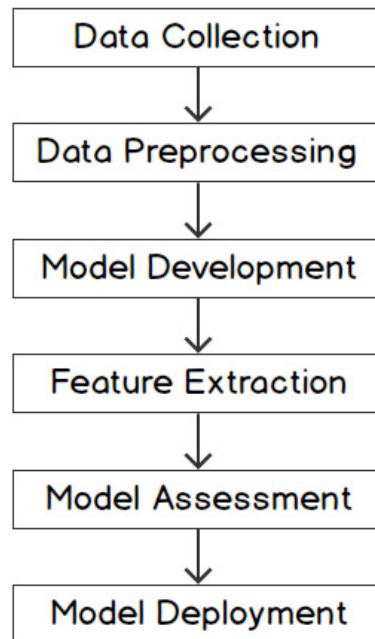 Data Collection
Data Preprocessing
Model Development
Feature Extraction
Model Assessment
Model Deployment